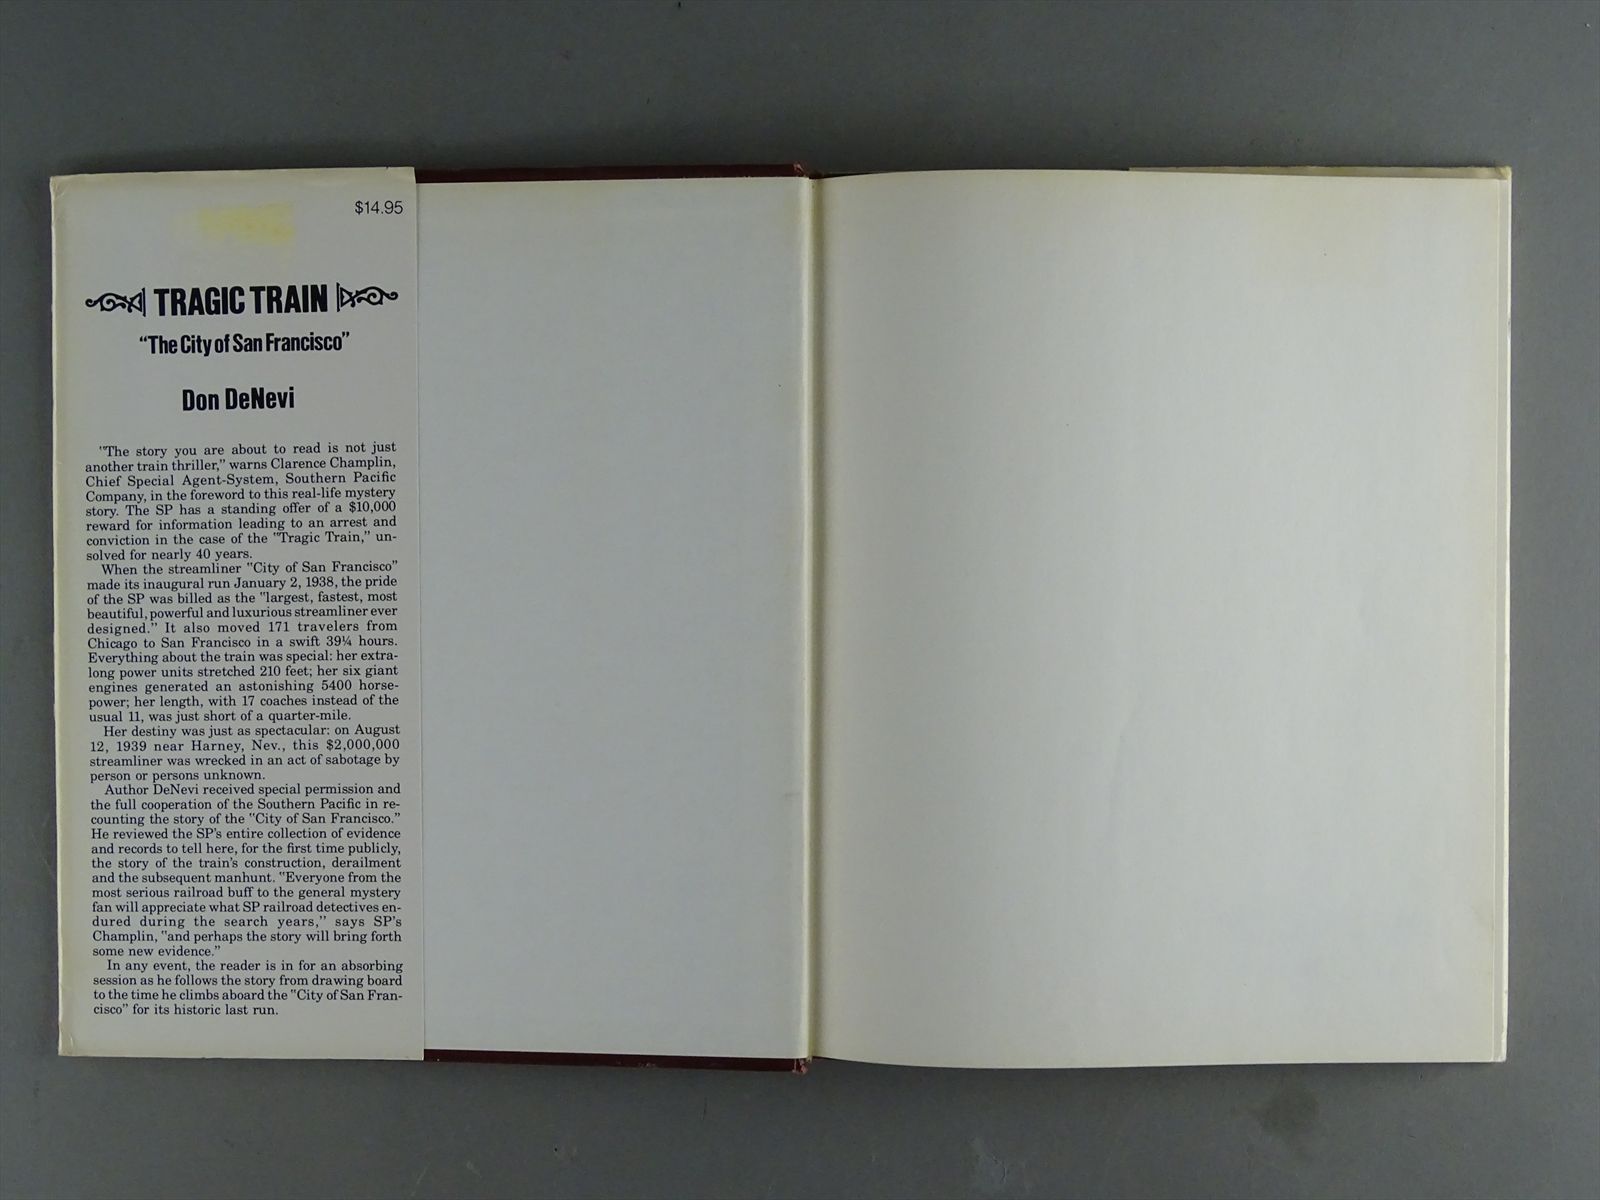 $14.95
TRAGIC TRAIN
“The City of San Francisco”
Don DeNevi
"The story you are about to read is not just
another train thriller,” warns Clarence Champlin,
Chief Special Agent-System, Southern Pacific
Company, in the foreword to this real-life mystery
story. The SP has a standing offer of a $10,000
reward for information leading to an arrest and
conviction in the case of the "Tragic Train,” un-
solved for nearly 40 years.
When the streamliner "City of San Francisco”
made its inaugural run January 2, 1938, the pride
of the SP was billed as the "largest, fastest, most
beautiful, powerful and luxurious streamliner ever
designed.” It also moved 171 travelers from
Chicago to San Francisco in a swift 39¼ hours.
Everything about the train was special: her extra-
long power units stretched 210 feet; her six giant
engines generated an astonishing 5400 horse-
power; her length, with 17 coaches instead of the
usual 11, was just short of a quarter-mile.
Her destiny was just as spectacular: on August
12, 1939 near Harney, Nev., this $2,000,000
streamliner was wrecked in an act of sabotage by
person or persons unknown.
Author DeNevi received special permission and
the full cooperation of the Southern Pacific in re-
counting the story of the "City of San Francisco.”
He reviewed the SP's entire collection of evidence
and records to tell here, for the first time publicly,
the story of the train's construction, derailment
and the subsequent manhunt. "Everyone from the
most serious railroad buff to the general mystery
fan will appreciate what SP railroad detectives en-
dured during the search years,” says SP's
Champlin, "and perhaps the story will bring forth
some new evidence.”
In any event, the reader is in for an absorbing
session as he follows the story from drawing board
to the time he climbs aboard the "City of San Fran-
cisco” for its historic last run.